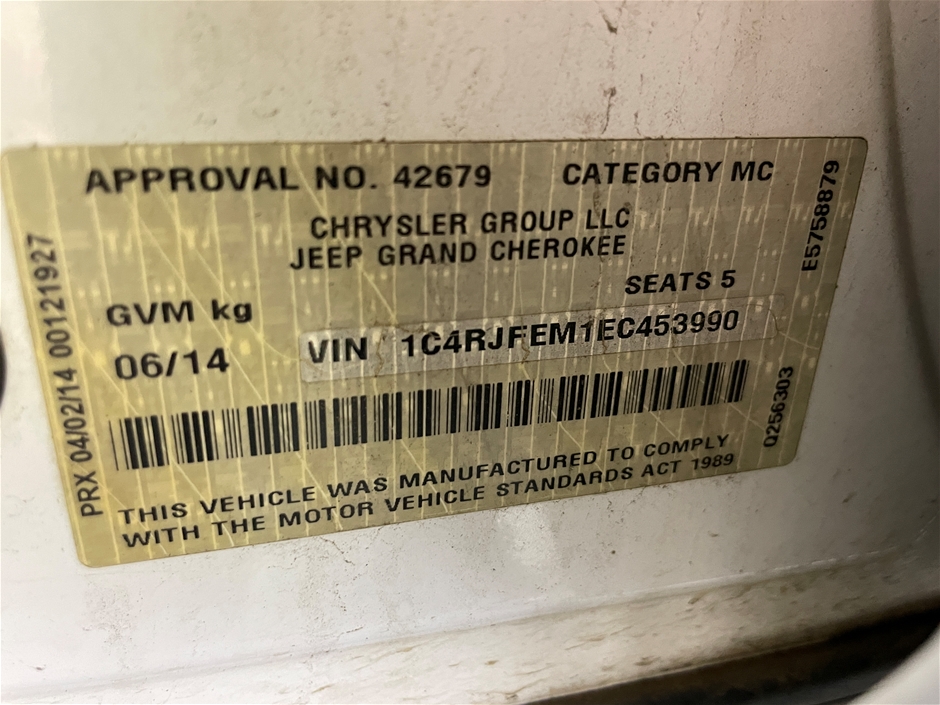 APPROVAL NO. 42679 CATEGORY MC
CHRYSLER GROUP LLC
JEEP GRAND CHEROKEE
SEATS 5
GVM kg
06/14
VIN 1C4RJFEM1EC453990
THIS VEHICLE WAS MANUFACTURED TO COMPLY
WITH THE MOTOR VEHICLE STANDARDS ACT 1989
PRX 04/02/14 00121927
E5758879
Q256303